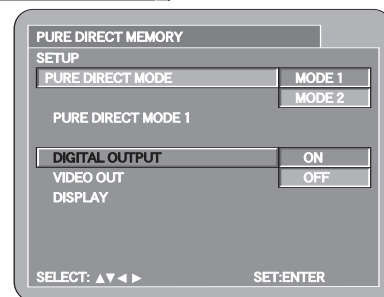 PURE DIRECT MEMORY
SETUP
PURE DIRECT MODE MODE 1
MODE 2
PURE DIRECT MODE 1
DIGITAL OUTPUT ON
VIDEO OUT OFF
DISPLAY
SELECT: ▲▼◄ ► SET:ENTER